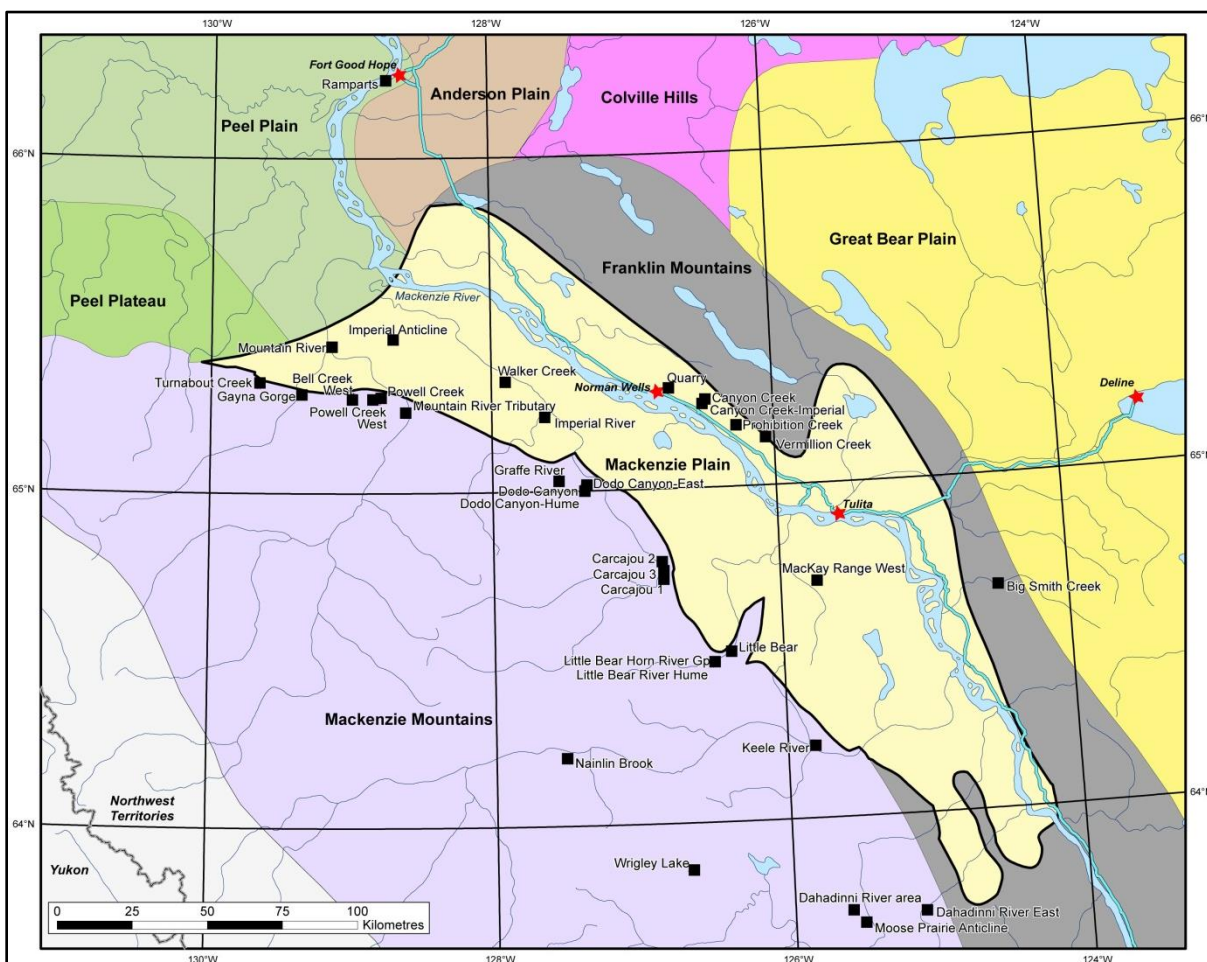 130°W
128°W
126°W
124°W
Fort Good Hope
Ramparts
Anderson Plain
Colville Hills
Peel Plain
66°N
66°N
Great Bear Plain
Franklin Mountains
Peel Plateau
Mackenzie River
Imperial Anticline
Mountain River
Walker Creek
Quarry
Norman Wells
Deline
Turnabout Creek
Bell Creek
West
Powell Creek
Gayna Gorge
Canyon Creek
Canyon Creek-Imperial
Powell Creek
West
Mountain River Tributary
Imperial River
Prohibition Creek
Vermillion Creek
65°N
65°N
Mackenzie Plain
Graffe River
Dodo Canyon-East
Dodo Canyon
Dodo Canyon-Hume
Tulita
Carcajou 2
Carcajou 3
Carcajou 1
MacKay Range West
Big Smith Creek
Little Bear
Little Bear Horn River Gp
Little Bear River Hume
Mackenzie Mountains
Keele River
Nainlin Brook
Northwest
Territories
64°N
64°N
Yukon
Wrigley Lake
Dahadinni River area
Dahadinni River East
Moose Prairie Anticline
0 25 50 75 100
Kilometres
130°W
128°W
126°W
124°W